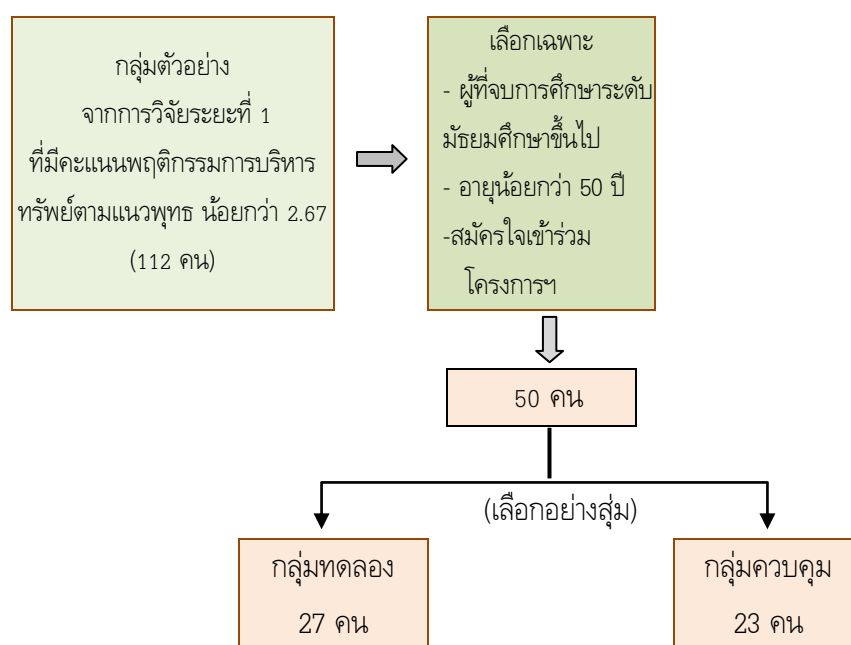 กลุ่มตัวอย่าง
จากการวิจัยระยะที่ 1
ที่มีคะแนนพฤติกรรมการบริหาร
ทรัพย์ตามแนวพุทธ น้อยกว่า 2.67
(112 คน)
เลือกเฉพาะ
- ผู้ที่จบการศึกษาระดับ
มัธยมศึกษาขึ้นไป
- อายุน้อยกว่า 50 ปี
-สมัครใจเข้าร่วม
โครงการฯ
50 คน
(เลือกอย่างสุ่ม)
กลุ่มทดลอง
27 คน
กลุ่มควบคุม
23 คน